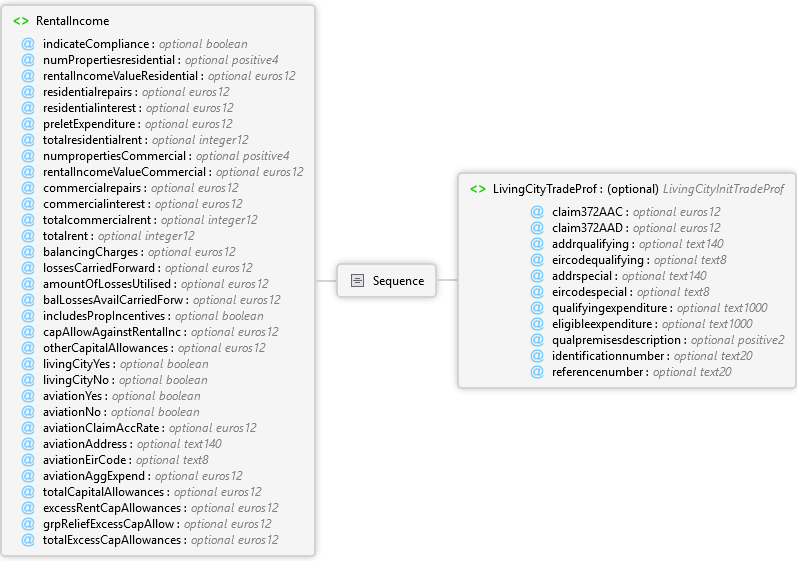 <> RentalIncome
@ indicateCompliance : optional boolean
@ numPropertiesresidential : optional positive4
@ rentalIncomeValueResidential : optional euros12
@ residentialrepairs : optional euros12
@ residentialinterest : optional euros12
@ preletExpenditure : optional euros12
@ totalresidentialrent : optional integer12
@ numpropertiesCommercial : optional positive4
@ rentalIncomeValueCommercial : optional euros12
@ commercialrepairs : optional euros12
@ commercialinterest : optional euros12
@ totalcommercialrent : optional integer12
@ totalrent : optional integer12
@ balancingCharges : optional euros12
@ lossesCarriedForward : optional euros12
@ amountOfLossesUtilised : optional euros12
@ balLossesAvailCarriedForw : optional euros12
@ includesPropIncentives : optional boolean
@ capAllowAgainstRentalInc : optional euros12
@ otherCapitalAllowances : optional euros12
@ livingCityYes : optional boolean
@ livingCityNo : optional boolean
@ aviationYes : optional boolean
@ aviationNo : optional boolean
@ aviationClaimAccRate : optional euros12
@ aviationAddress : optional text140
@ aviationEirCode : optional text8
@ aviationAggExpend : optional euros12
@ totalCapitalAllowances : optional euros12
@ excessRentCapAllowances : optional euros12
@ grpReliefExcessCapAllow : optional euros12
@ totalExcessCapAllowances : optional euros12
Sequence
<> LivingCityTradeProf : (optional) LivingCityInitTradeProf
@ claim372AAC : optional euros12
@ claim372AAD : optional euros12
@ addrqualifying : optional text140
@ eircodequalifying : optional text8
@ addrspecial : optional text140
@ eircodespecial : optional text8
@ qualifyingexpenditure : optional text1000
@ eligibleexpenditure : optional text1000
@ qualpremisesdescription : optional positive2
@ identificationnumber : optional text20
@ referencenumber : optional text20